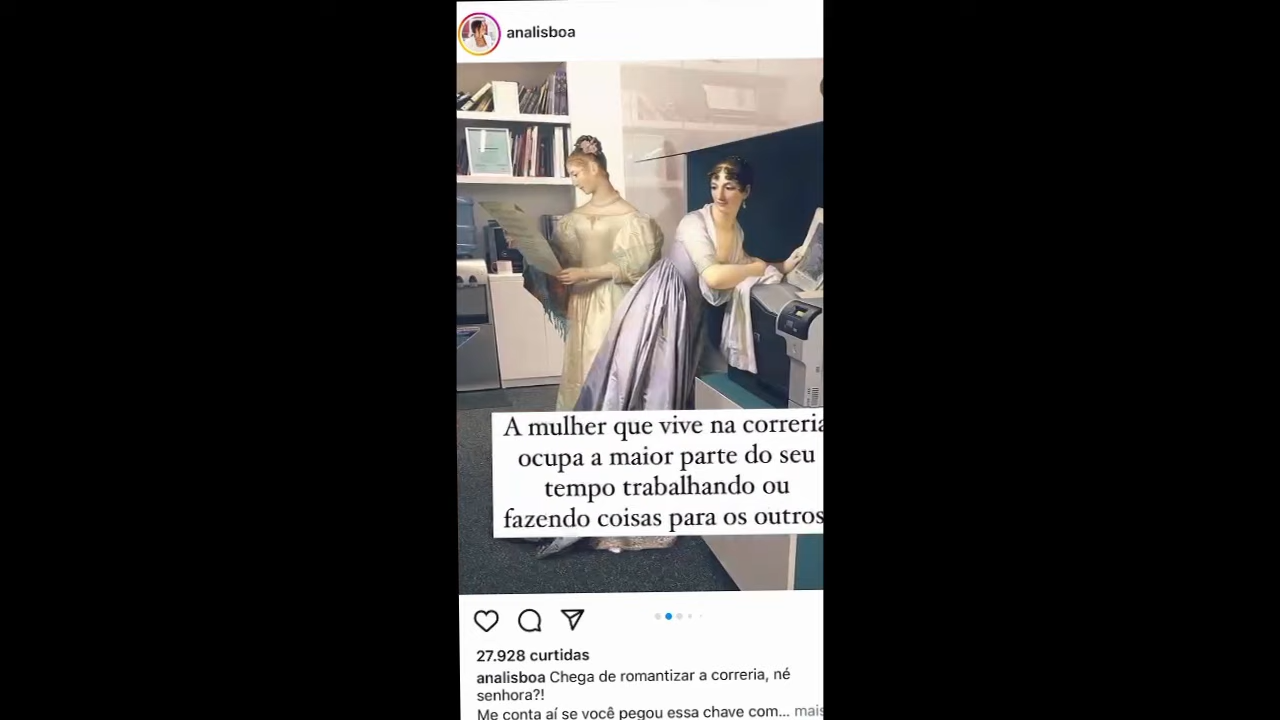 analisboa
A mulher que vive na correria
ocupa a maior parte do seu
tempo trabalhando ou
fazendo coisas para os outros
27.928 curtidas
analisboa Chega de romantizar a correria, né
senhora?!
Me conta aí se você pegou essa chave com... mais